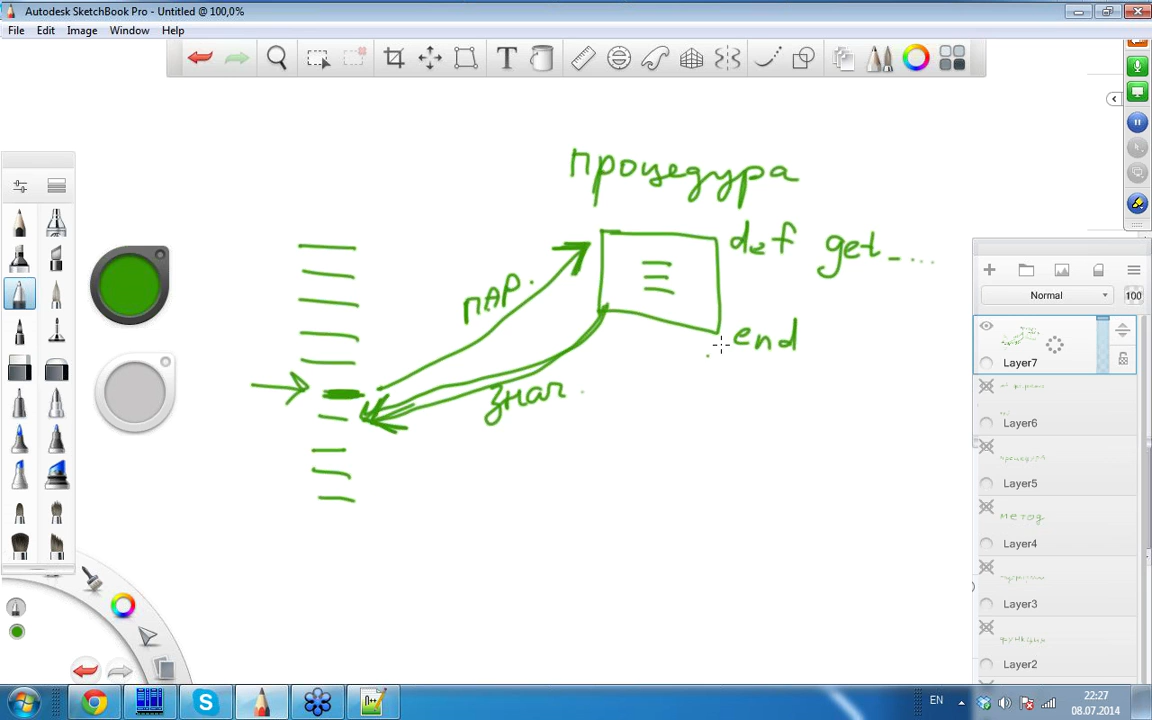 Autodesk SketchBook Pro - Untitled @ 100,0%
File Edit Image Window Help
процедура
def get_....
ПАР.
end
знач.
Normal
100
Layer7
Layer6
Layer5
метод
Layer4
Layer3
функция
Layer2
EN
22:27
08.07.2014